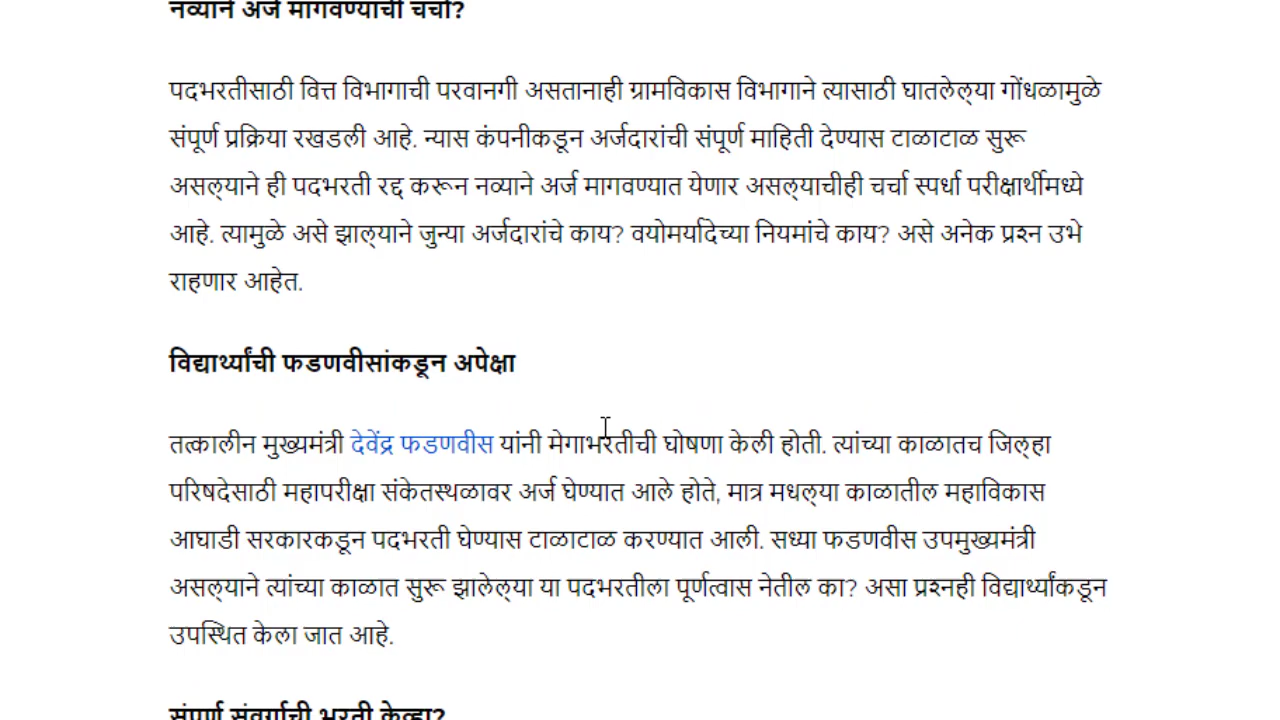 नव्याने अर्ज मागवण्याची चर्चा?
पदभरतीसाठी वित्त विभागाची परवानगी असतानाही ग्रामविकास विभागाने त्यासाठी घातलेल्या गोंधळामुळे
संपूर्ण प्रक्रिया रखडली आहे. न्यास कंपनीकडून अर्जदारांची संपूर्ण माहिती देण्यास टाळाटाळ सुरू
असल्याने ही पदभरती रद्द करून नव्याने अर्ज मागवण्यात येणार असल्याचीही चर्चा स्पर्धा परीक्षार्थीमध्ये
आहे. त्यामुळे असे झाल्याने जुन्या अर्जदारांचे काय? वयोमर्यादेच्या नियमांचे काय? असे अनेक प्रश्न उभे
राहणार आहेत.
विद्यार्थ्यांची फडणवीसांकडून अपेक्षा
तत्कालीन मुख्यमंत्री देवेंद्र फडणवीस यांनी मेगाभरतीची घोषणा केली होती. त्यांच्या काळातच जिल्हा
परिषदेसाठी महापरीक्षा संकेतस्थळावर अर्ज घेण्यात आले होते, मात्र मधल्या काळातील महाविकास
आघाडी सरकारकडून पदभरती घेण्यास टाळाटाळ करण्यात आली. सध्या फडणवीस उपमुख्यमंत्री
असल्याने त्यांच्या काळात सुरू झालेल्या या पदभरतीला पूर्णत्वास नेतील का? असा प्रश्नही विद्यार्थ्यांकडून
उपस्थित केला जात आहे.
संपूर्ण संवर्गाची भरती केव्हा?